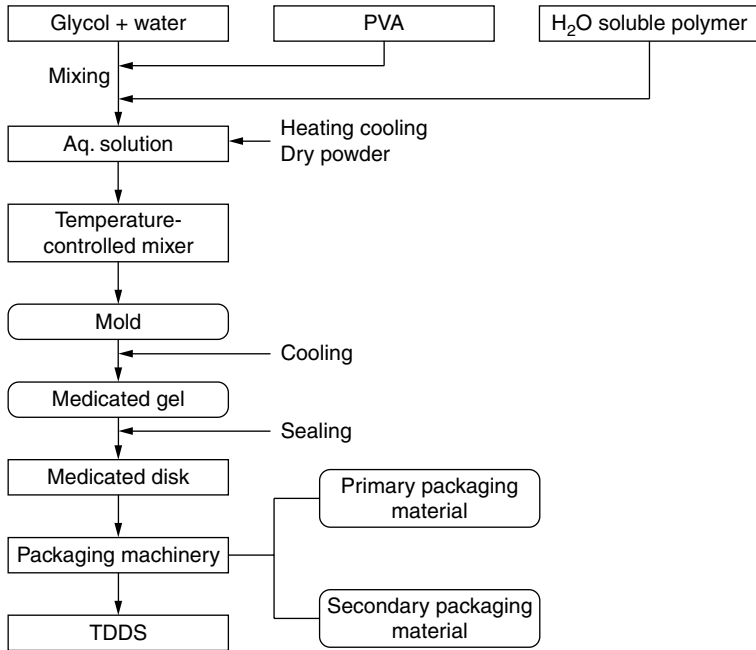 Glycol + water
PVA
H₂O soluble polymer
Mixing
Aq. solution
Heating cooling
Dry powder
Temperature-
controlled mixer
Mold
Cooling
Medicated gel
Sealing
Medicated disk
Primary packaging
material
Packaging machinery
Secondary packaging
material
TDDS